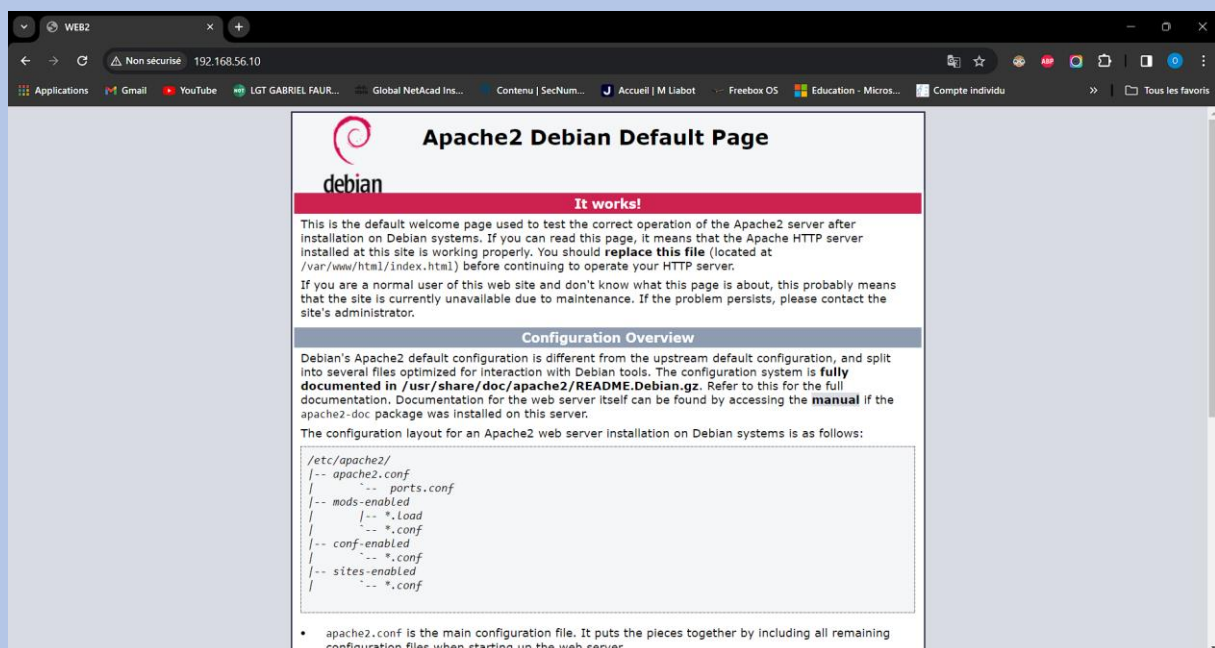 WEB2
Non sécurisé 192.168.56.10
ABP
O
Applications Gmail YouTube LGT GABRIEL FAUR... Global NetAcad Ins... Contenu | SecNum... Accueil | M Liabot Freebox OS Education - Micros... Compte individu » Tous les favoris
debian
Apache2 Debian Default Page
It works!
This is the default welcome page used to test the correct operation of the Apache2 server after
installation on Debian systems. If you can read this page, it means that the Apache HTTP server
installed at this site is working properly. You should replace this file (located at
/var/www/html/index.html) before continuing to operate your HTTP server.
If you are a normal user of this web site and don't know what this page is about, this probably means
that the site is currently unavailable due to maintenance. If the problem persists, please contact the
site's administrator.
Configuration Overview
Debian's Apache2 default configuration is different from the upstream default configuration, and split
into several files optimized for interaction with Debian tools. The configuration system is fully
documented in /usr/share/doc/apache2/README.Debian.gz. Refer to this for the full
documentation. Documentation for the web server itself can be found by accessing the manual if the
apache2-doc package was installed on this server.
The configuration layout for an Apache2 web server installation on Debian systems is as follows:
/etc/apache2/
|-- apache2.conf
|       `--  ports.conf
|-- mods-enabled
|       |-- *.load
|       `-- *.conf
|-- conf-enabled
|       `-- *.conf
|-- sites-enabled
|       `-- *.conf
• apache2.conf is the main configuration file. It puts the pieces together by including all remaining
configuration files when starting up the web server.